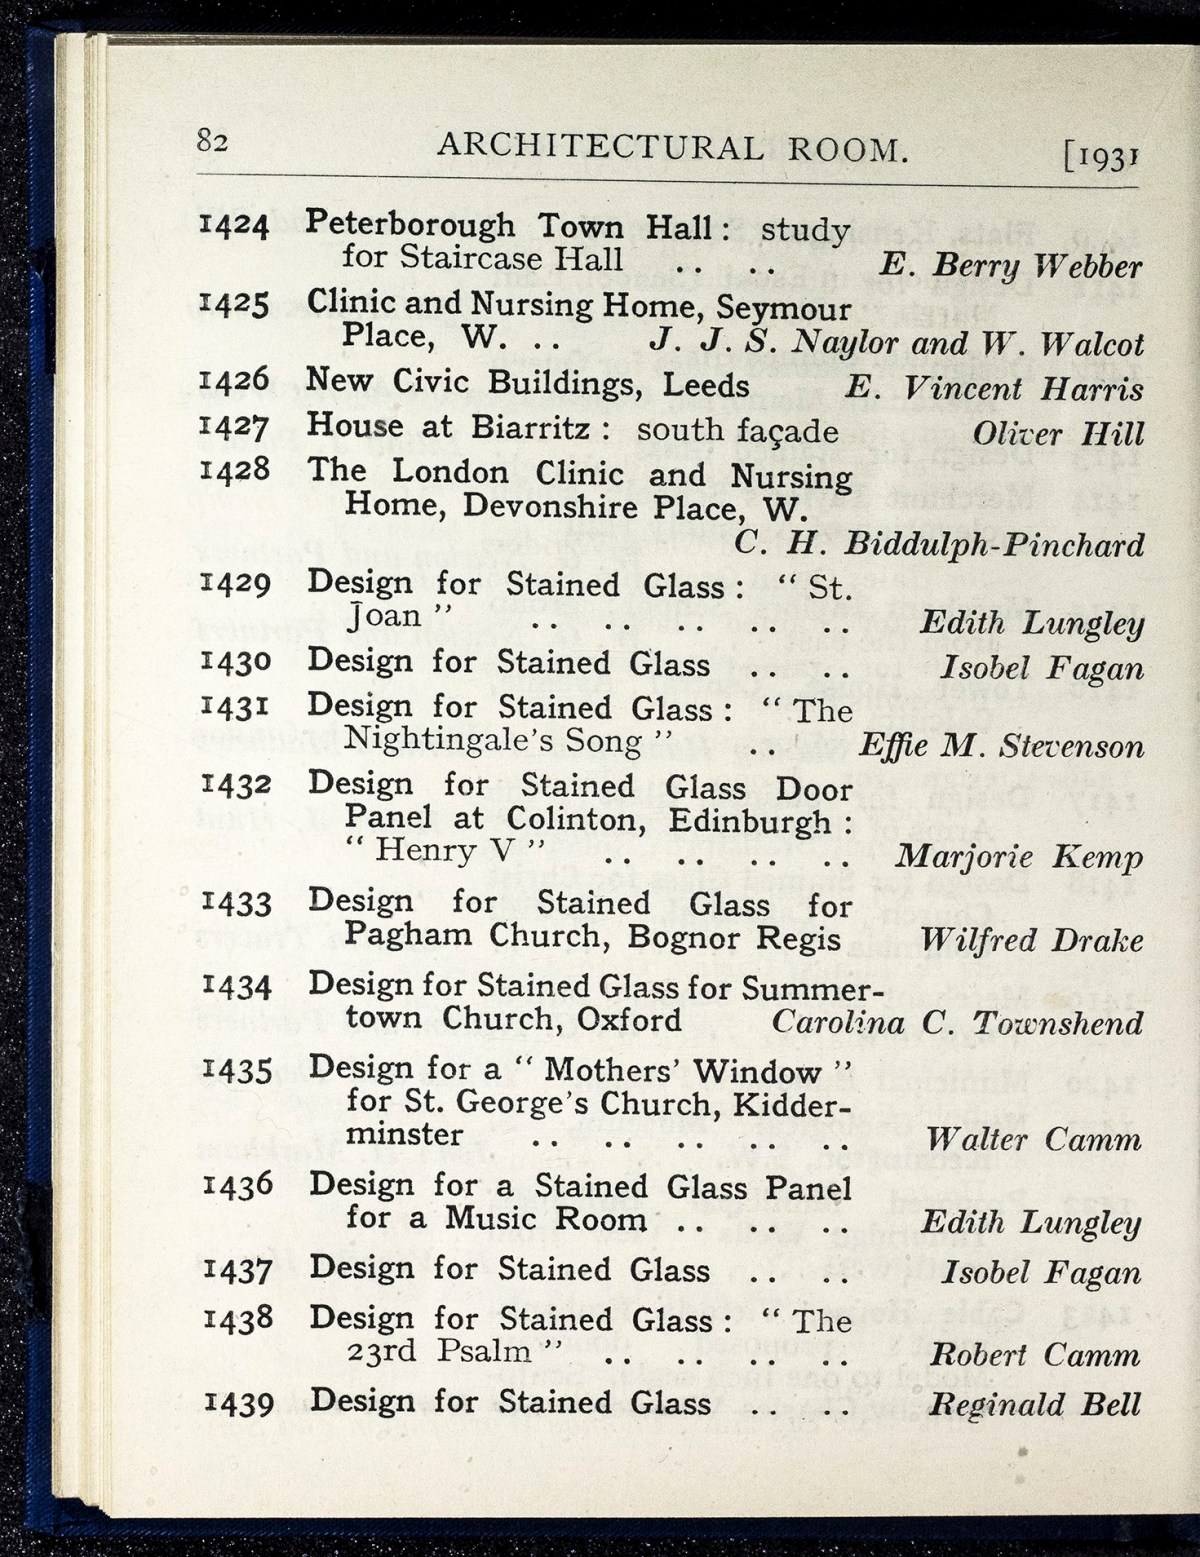 82 ARCHITECTURAL ROOM. [1931
1424 Peterborough Town Hall : study
for Staircase Hall .. .. E. Berry Webber
1425 Clinic and Nursing Home, Seymour
Place, W. .. J. J. S. Naylor and W. Walcot
1426 New Civic Buildings, Leeds E. Vincent Harris
1427 House at Biarritz : south façade Oliver Hill
1428 The London Clinic and Nursing
Home, Devonshire Place, W.
C. H. Biddulph-Pinchard
1429 Design for Stained Glass : “ St.
Joan ” .. .. .. .. .. Edith Lungley
1430 Design for Stained Glass .. .. Isobel Fagan
1431 Design for Stained Glass : “ The
Nightingale's Song ” .. Effie M. Stevenson
1432 Design for Stained Glass Door
Panel at Colinton, Edinburgh :
“ Henry V ” .. .. .. .. Marjorie Kemp
1433 Design for Stained Glass for
Pagham Church, Bognor Regis Wilfred Drake
1434 Design for Stained Glass for Summer-
town Church, Oxford Carolina C. Townshend
1435 Design for a “ Mothers' Window ”
for St. George's Church, Kidder-
minster .. .. .. .. .. Walter Camm
1436 Design for a Stained Glass Panel
for a Music Room .. .. .. Edith Lungley
1437 Design for Stained Glass .. .. Isobel Fagan
1438 Design for Stained Glass : “ The
23rd Psalm ” .. .. .. .. Robert Camm
1439 Design for Stained Glass .. .. Reginald Bell